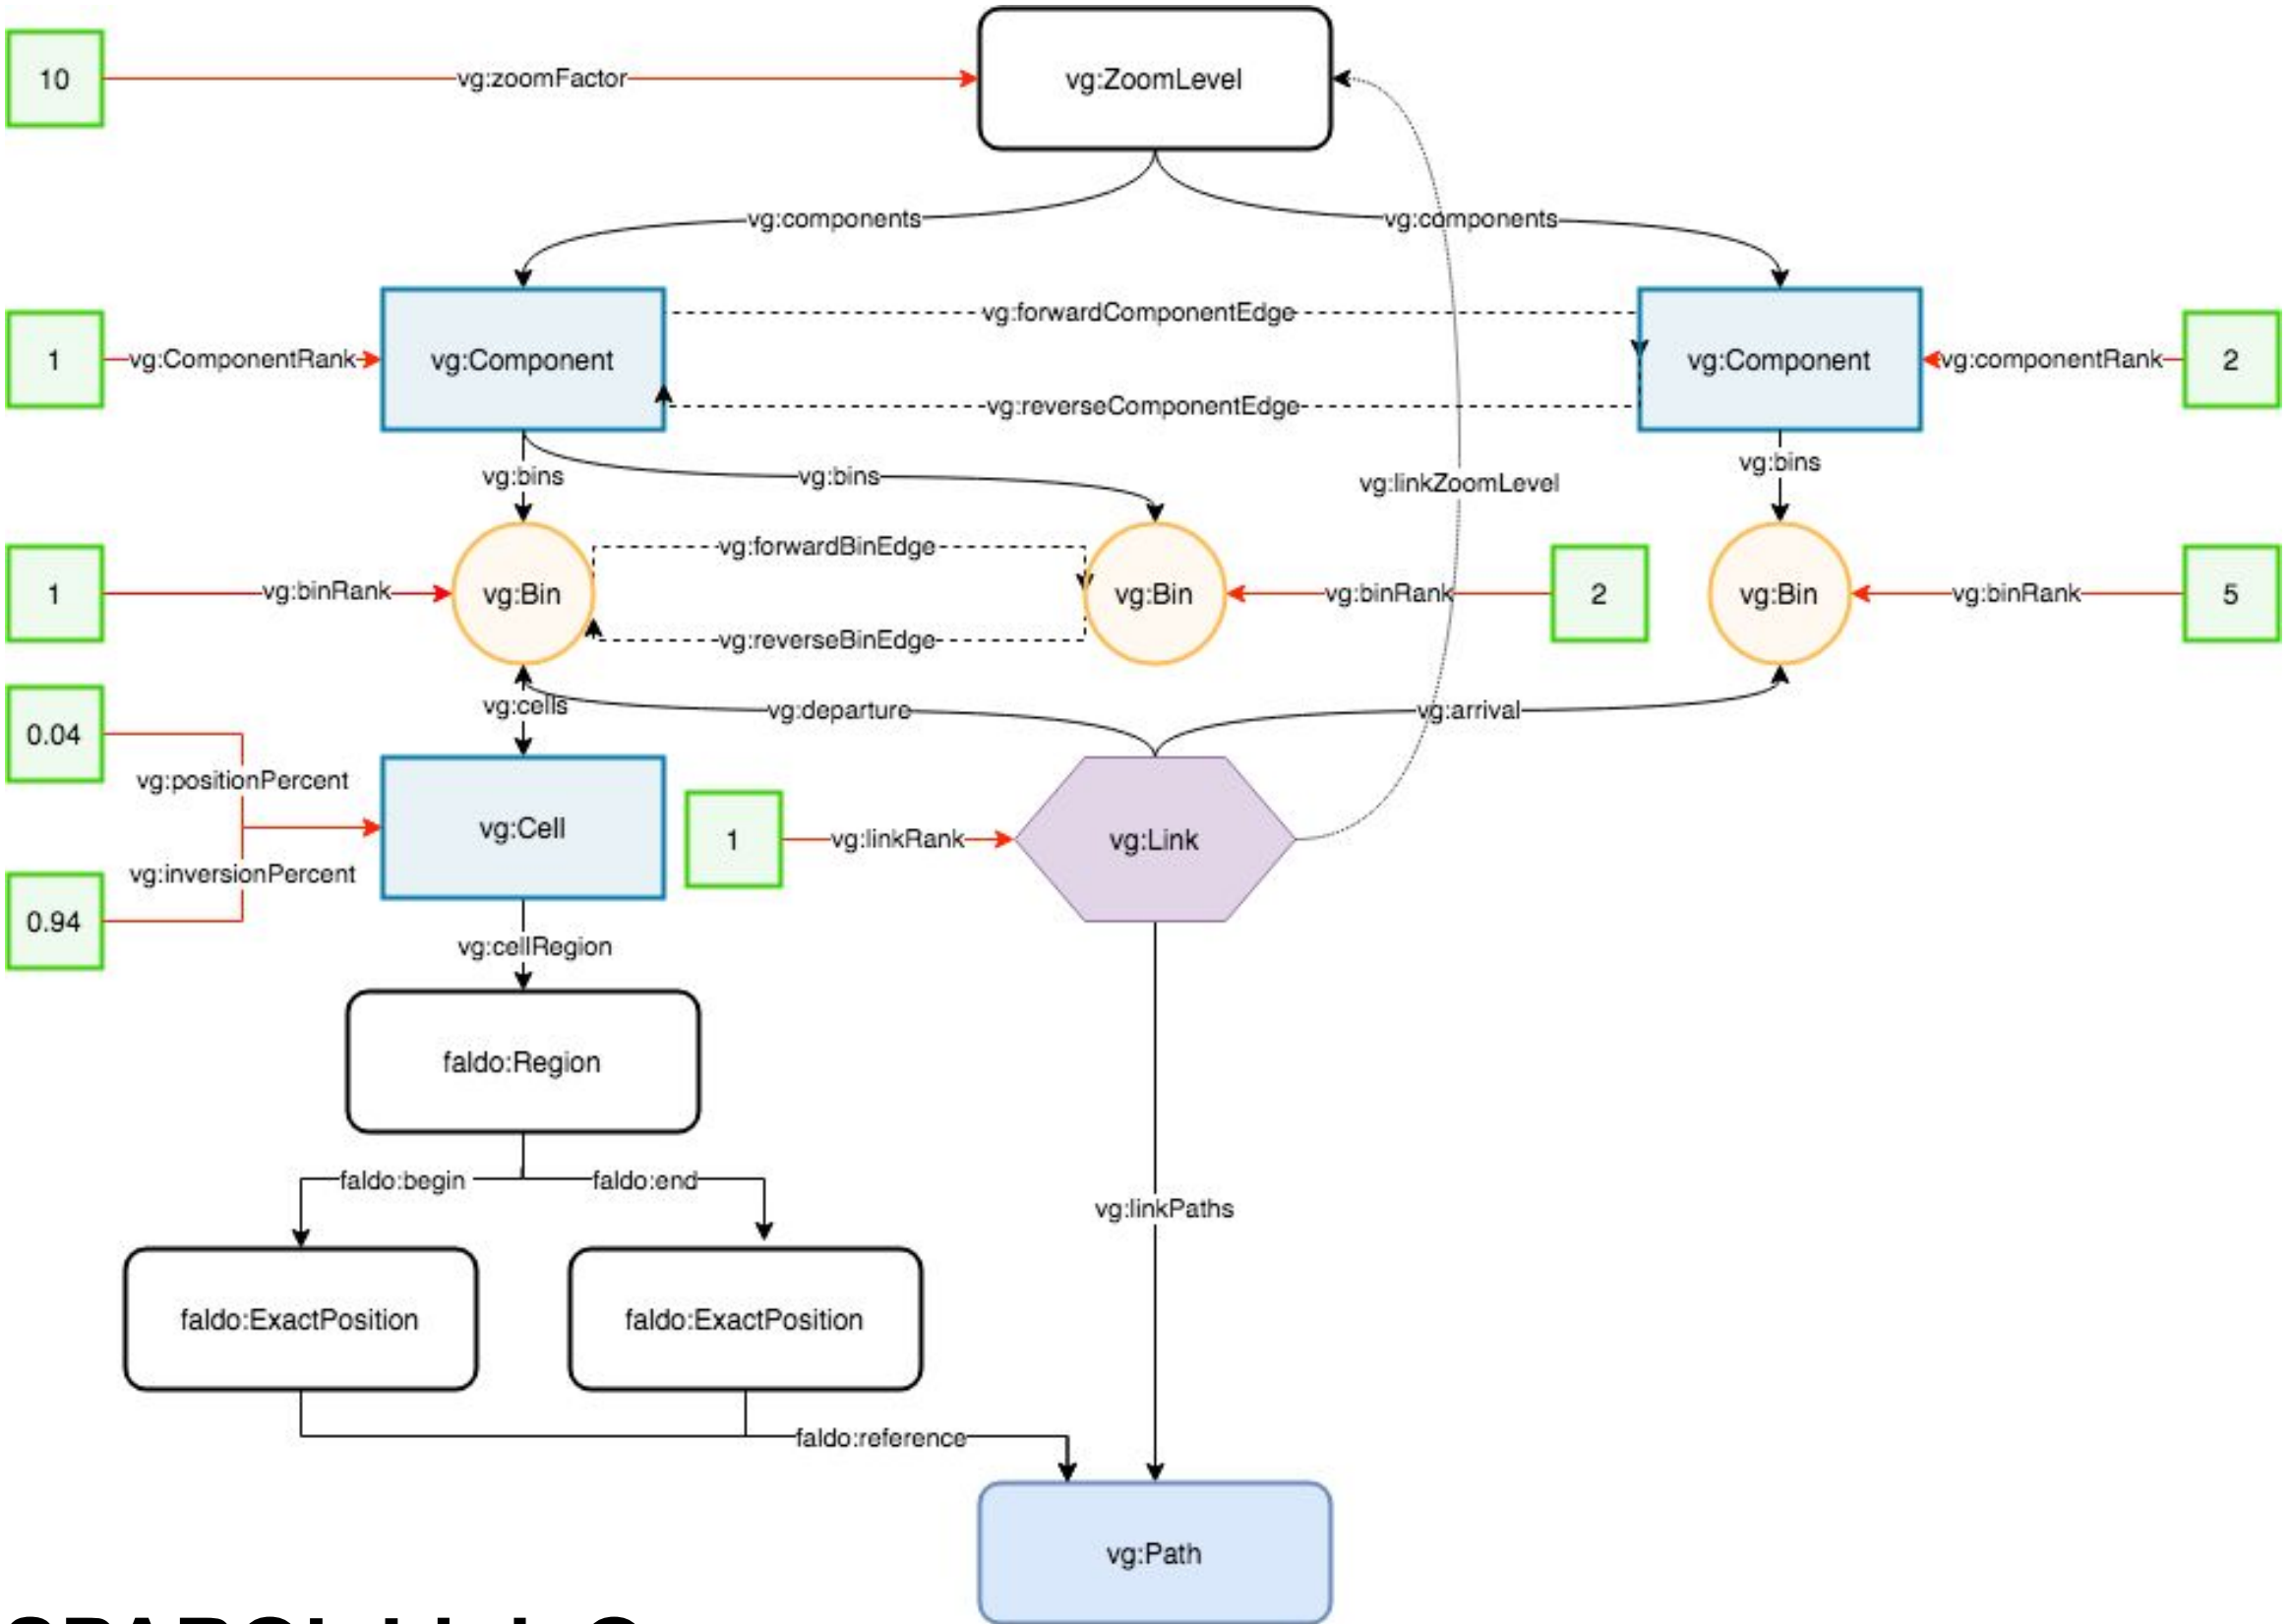 10
vg:zoomFactor
vg:ZoomLevel
vg:components
vg:components
1
vg:ComponentRank
vg:Component
vg:forwardComponentEdge
vg:reverseComponentEdge
vg:Component
vg:componentRank
2
vg:bins
vg:bins
vg:linkZoomLevel
vg:bins
1
vg:binRank
vg:Bin
vg:forwardBinEdge
vg:reverseBinEdge
vg:Bin
vg:binRank
2
vg:Bin
vg:binRank
5
vg:cells
vg:departure
vg:arrival
0.04
vg:positionPercent
vg:inversionPercent
0.94
vg:Cell
1
vg:linkRank
vg:Link
vg:cellRegion
faldo:Region
faldo:begin
faldo:end
vg:linkPaths
faldo:ExactPosition
faldo:ExactPosition
faldo:reference
vg:Path